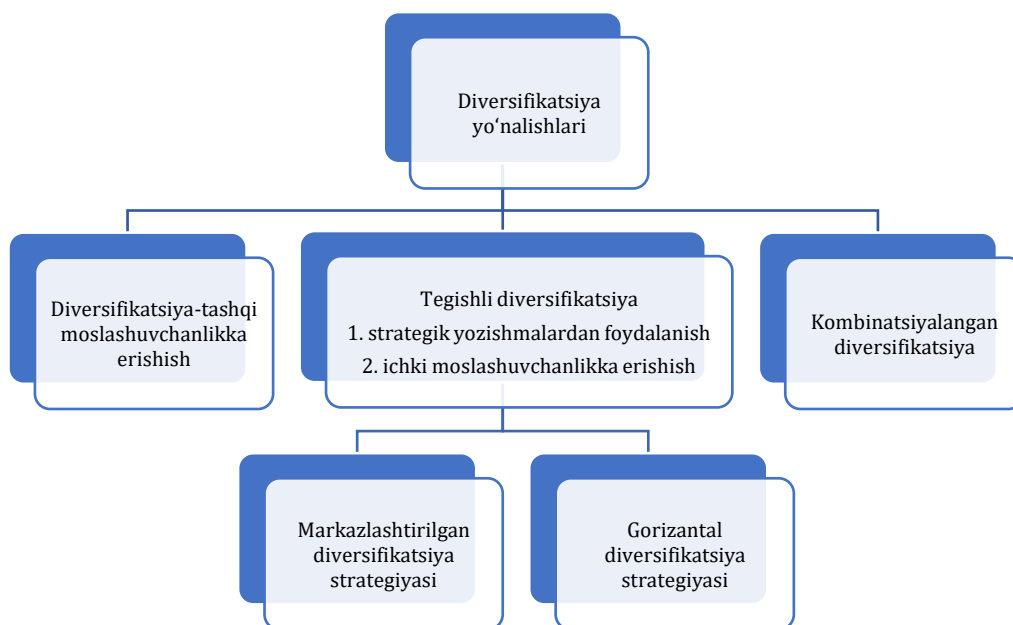 Diversifikatsiya
yo‘nalishlari
Diversifikatsiya-tashqi
moslashuvchanlikka
erishish
Tegishli diversifikatsiya
1. strategik yozishmalardan foydalanish
2. ichki moslashuvchanlikka erishish
Kombinatsiyalangan
diversifikatsiya
Markazlashtirilgan
diversifikatsiya
strategiyasi
Gorizantal
diversifikatsiya
strategiyasi